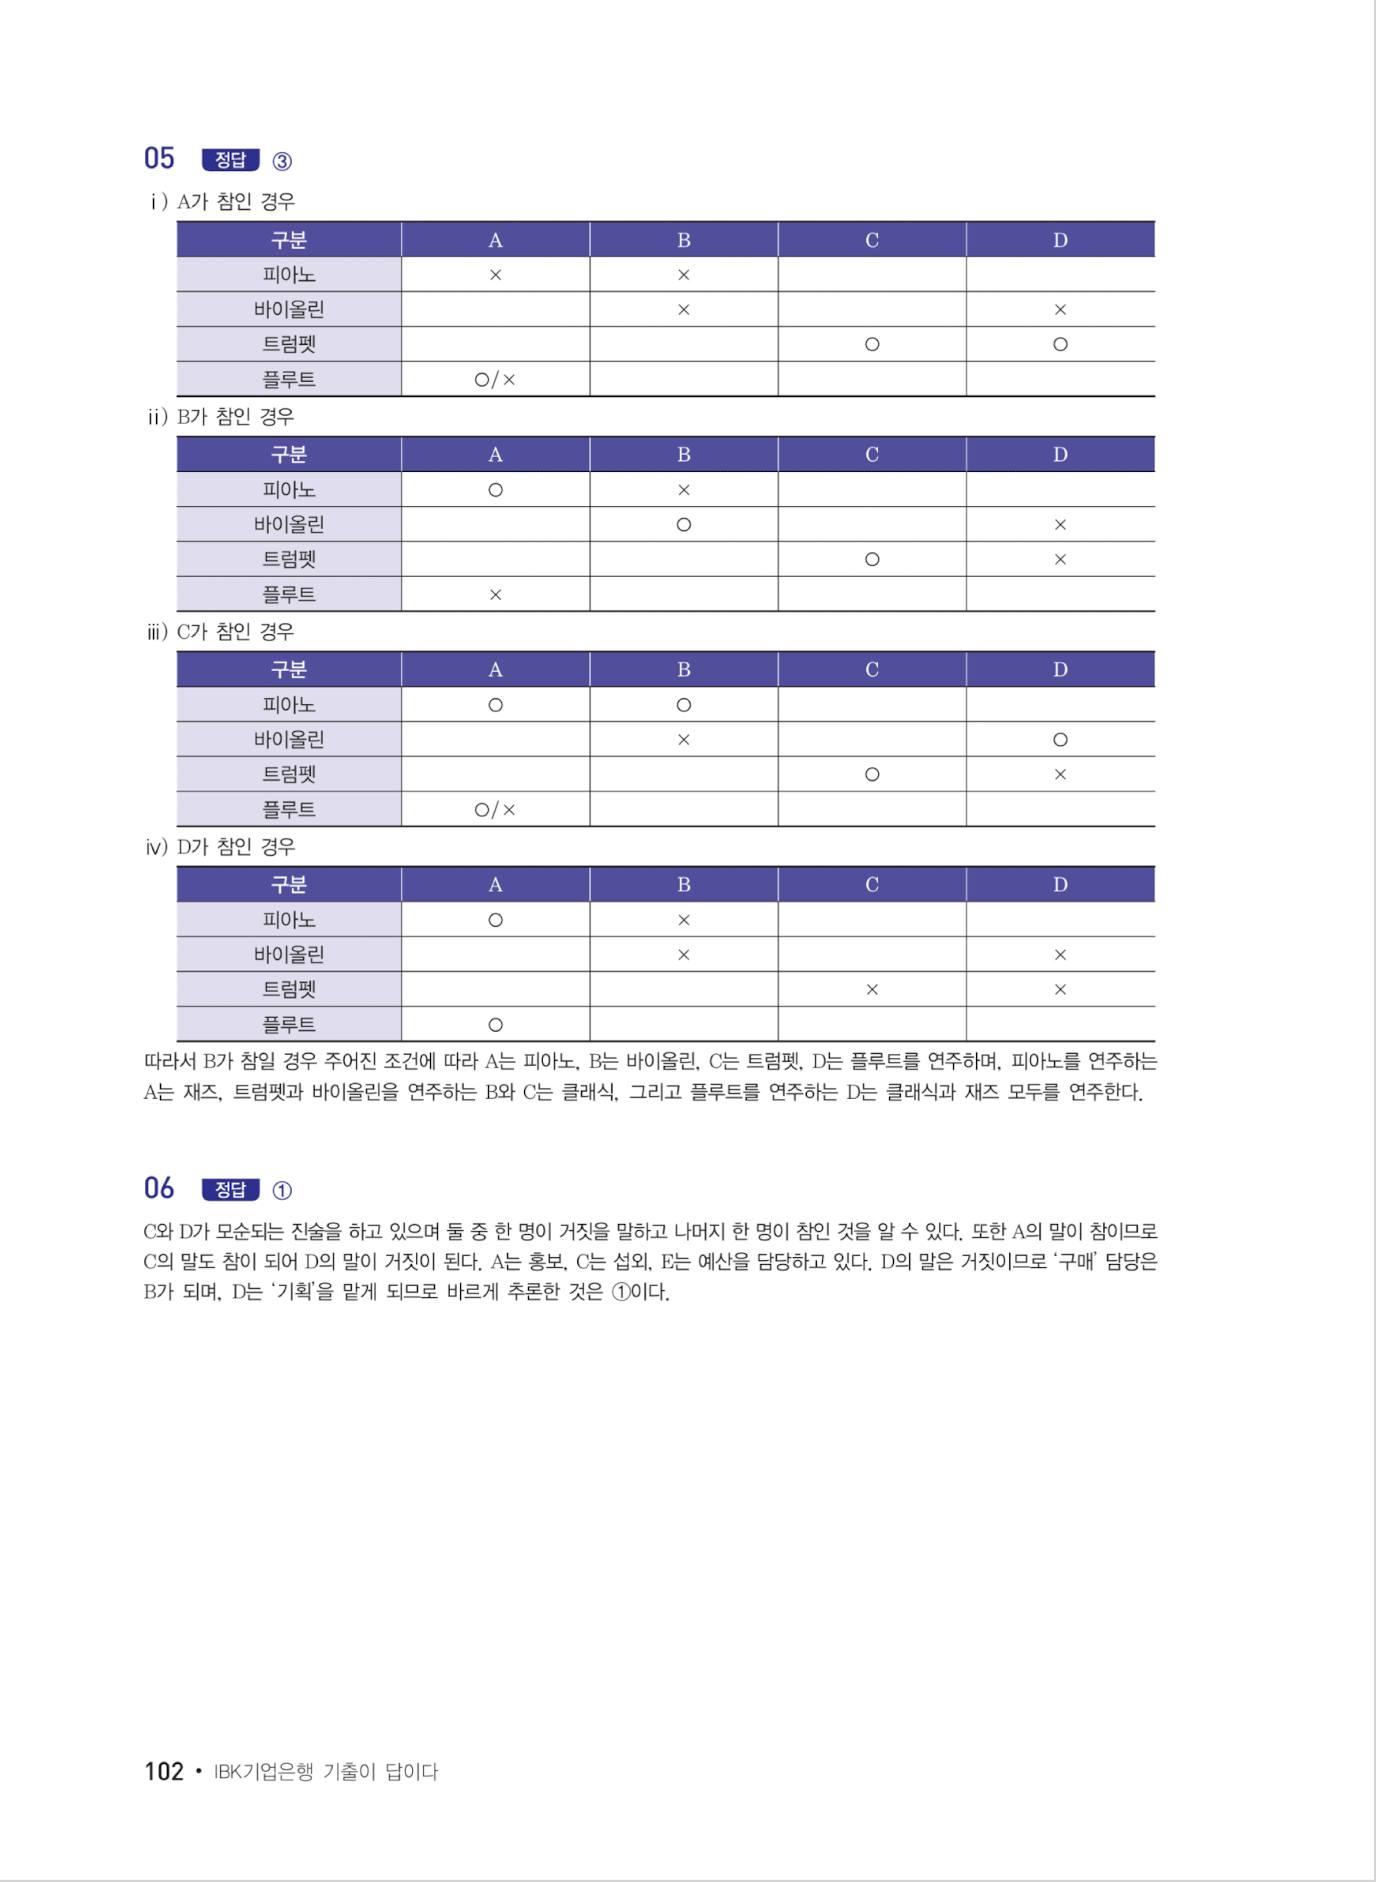 05 정답 ③
ⅰ) A가 참인 경우
구분 A B C D
피아노 × ×
바이올린 × ×
트럼펫 ○ ○
플루트 ○/×
ⅱ) B가 참인 경우
구분 A B C D
피아노 ○ ×
바이올린 ○ ×
트럼펫 ○ ×
플루트 ×
ⅲ) C가 참인 경우
구분 A B C D
피아노 ○ ○
바이올린 × ○
트럼펫 ○ ×
플루트 ○/×
ⅳ) D가 참인 경우
구분 A B C D
피아노 ○ ×
바이올린 × ×
트럼펫 × ×
플루트 ○
따라서 B가 참일 경우 주어진 조건에 따라 A는 피아노, B는 바이올린, C는 트럼펫, D는 플루트를 연주하며, 피아노를 연주하는
A는 재즈, 트럼펫과 바이올린을 연주하는 B와 C는 클래식, 그리고 플루트를 연주하는 D는 클래식과 재즈 모두를 연주한다.
06 정답 ①
C와 D가 모순되는 진술을 하고 있으며 둘 중 한 명이 거짓을 말하고 나머지 한 명이 참인 것을 알 수 있다. 또한 A의 말이 참이므로
C의 말도 참이 되어 D의 말이 거짓이 된다. A는 홍보, C는 섭외, E는 예산을 담당하고 있다. D의 말은 거짓이므로 ‘구매’ 담당은
B가 되며, D는 ‘기획’을 맡게 되므로 바르게 추론한 것은 ①이다.
102 • IBK기업은행 기출이 답이다